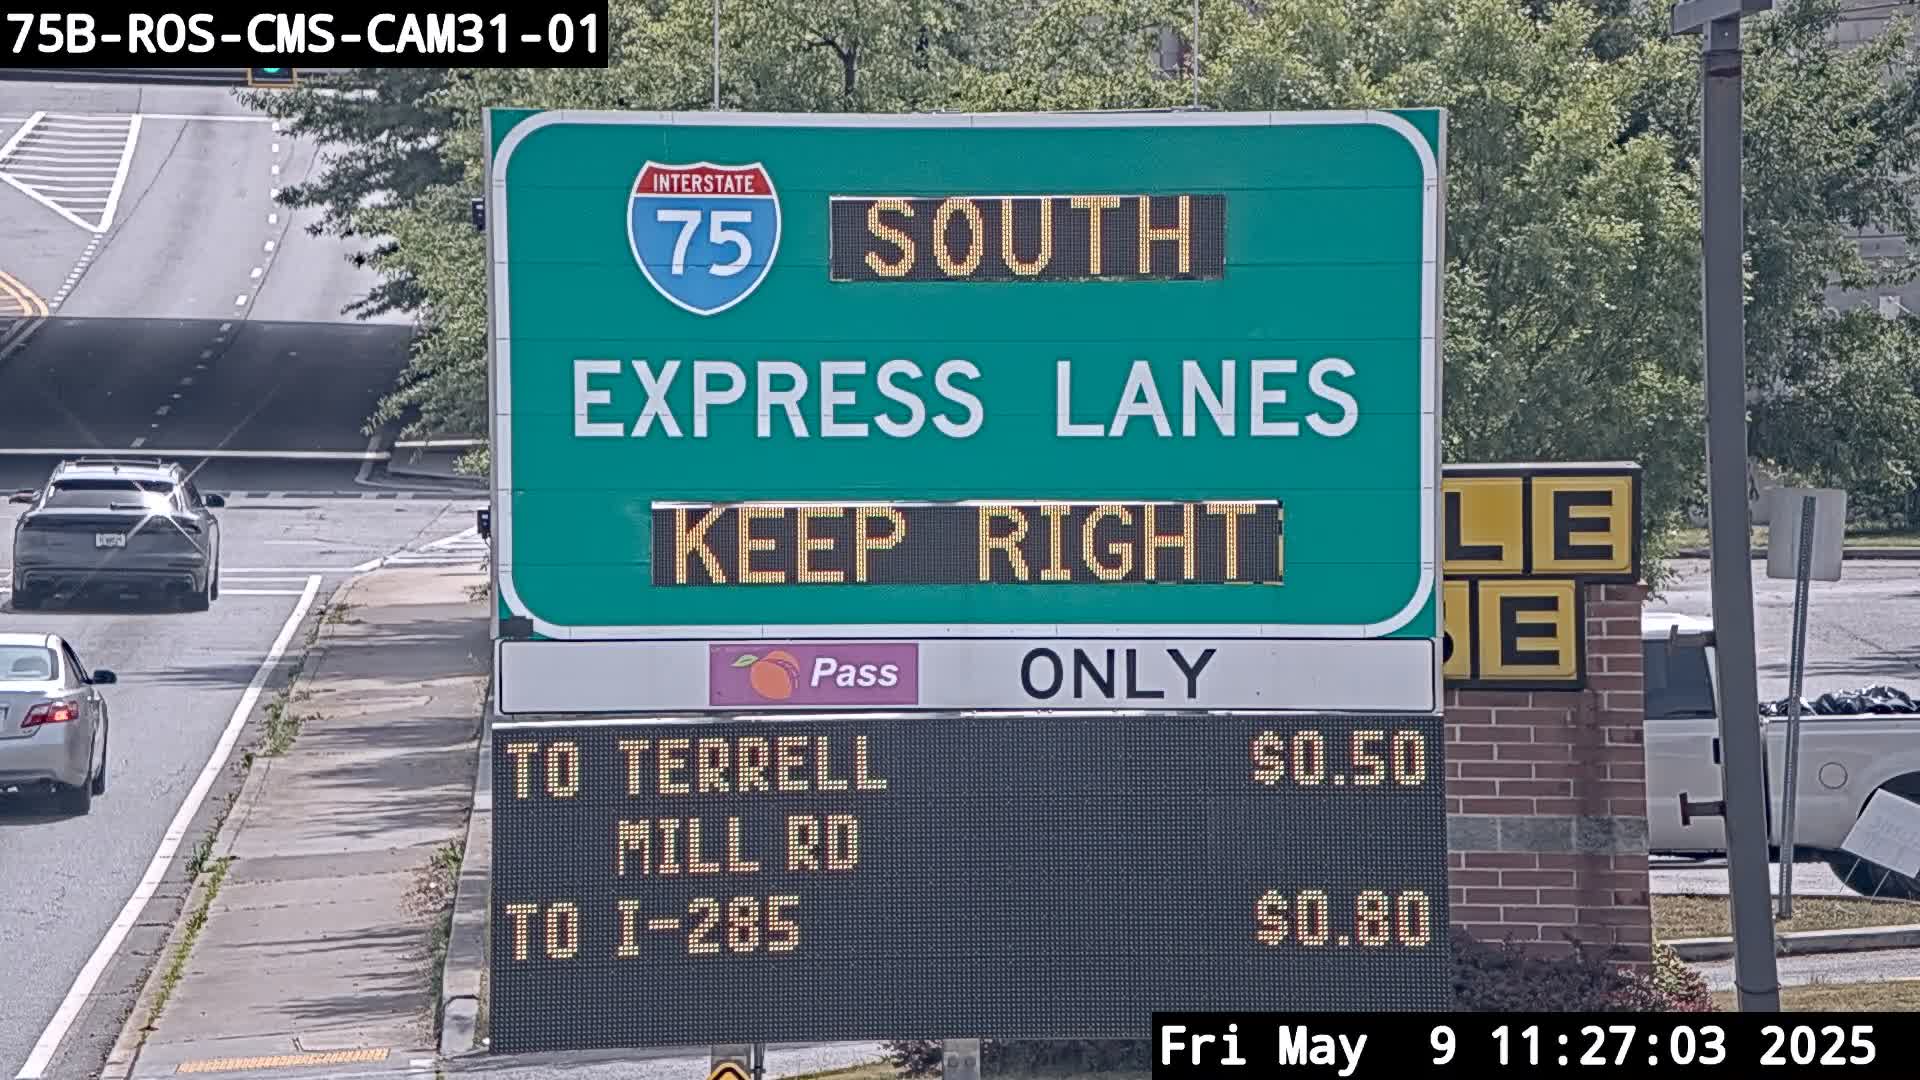 75B-ROS-CMS-CAM31-01
INTERSTATE
75
SOUTH
EXPRESS LANES
KEEP RIGHT
Pass ONLY
TO TERRELL $0.50
MILL RD
TO I-285 $0.80
LE
E
Fri May 9 11:27:03 2025